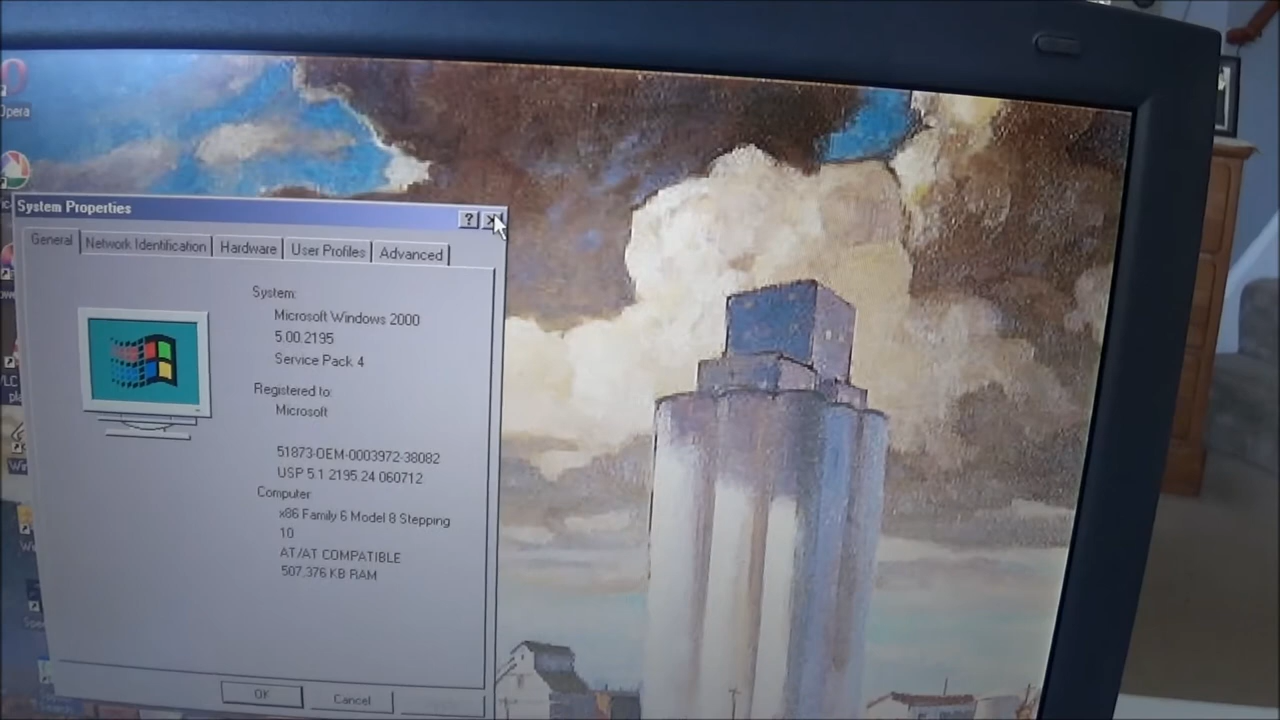 Opera
System Properties
General
Network Identification
Hardware
User Profiles
Advanced
System:
Microsoft Windows 2000
5.00.2195
Service Pack 4
Registered to:
Microsoft
51873-OEM-0003972-38082
USP 5.1 2195.24 060712
Computer
x86 Family 6 Model 8 Stepping
10
AT/AT COMPATIBLE
507,376 KB RAM
OK
Cancel